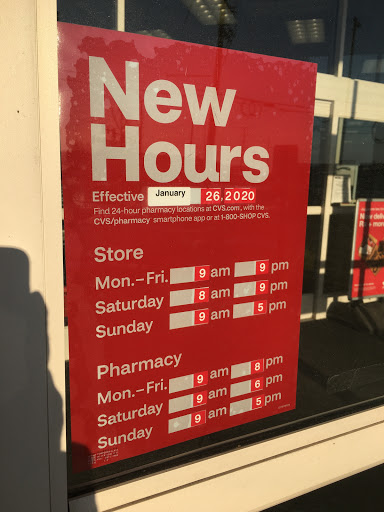 New
Hours
Effective January 26, 2020
Find 24-hour pharmacy locations at CVS.com, with the
CVS/pharmacy smartphone app or at 1-800-SHOP CVS.
Store
Mon.–Fri. 9 am 9 pm
Saturday 8 am 9 pm
Sunday 9 am 5 pm
Pharmacy
Mon.–Fri. 9 am 8 pm
Saturday 9 am 6 pm
Sunday 9 am 5 pm